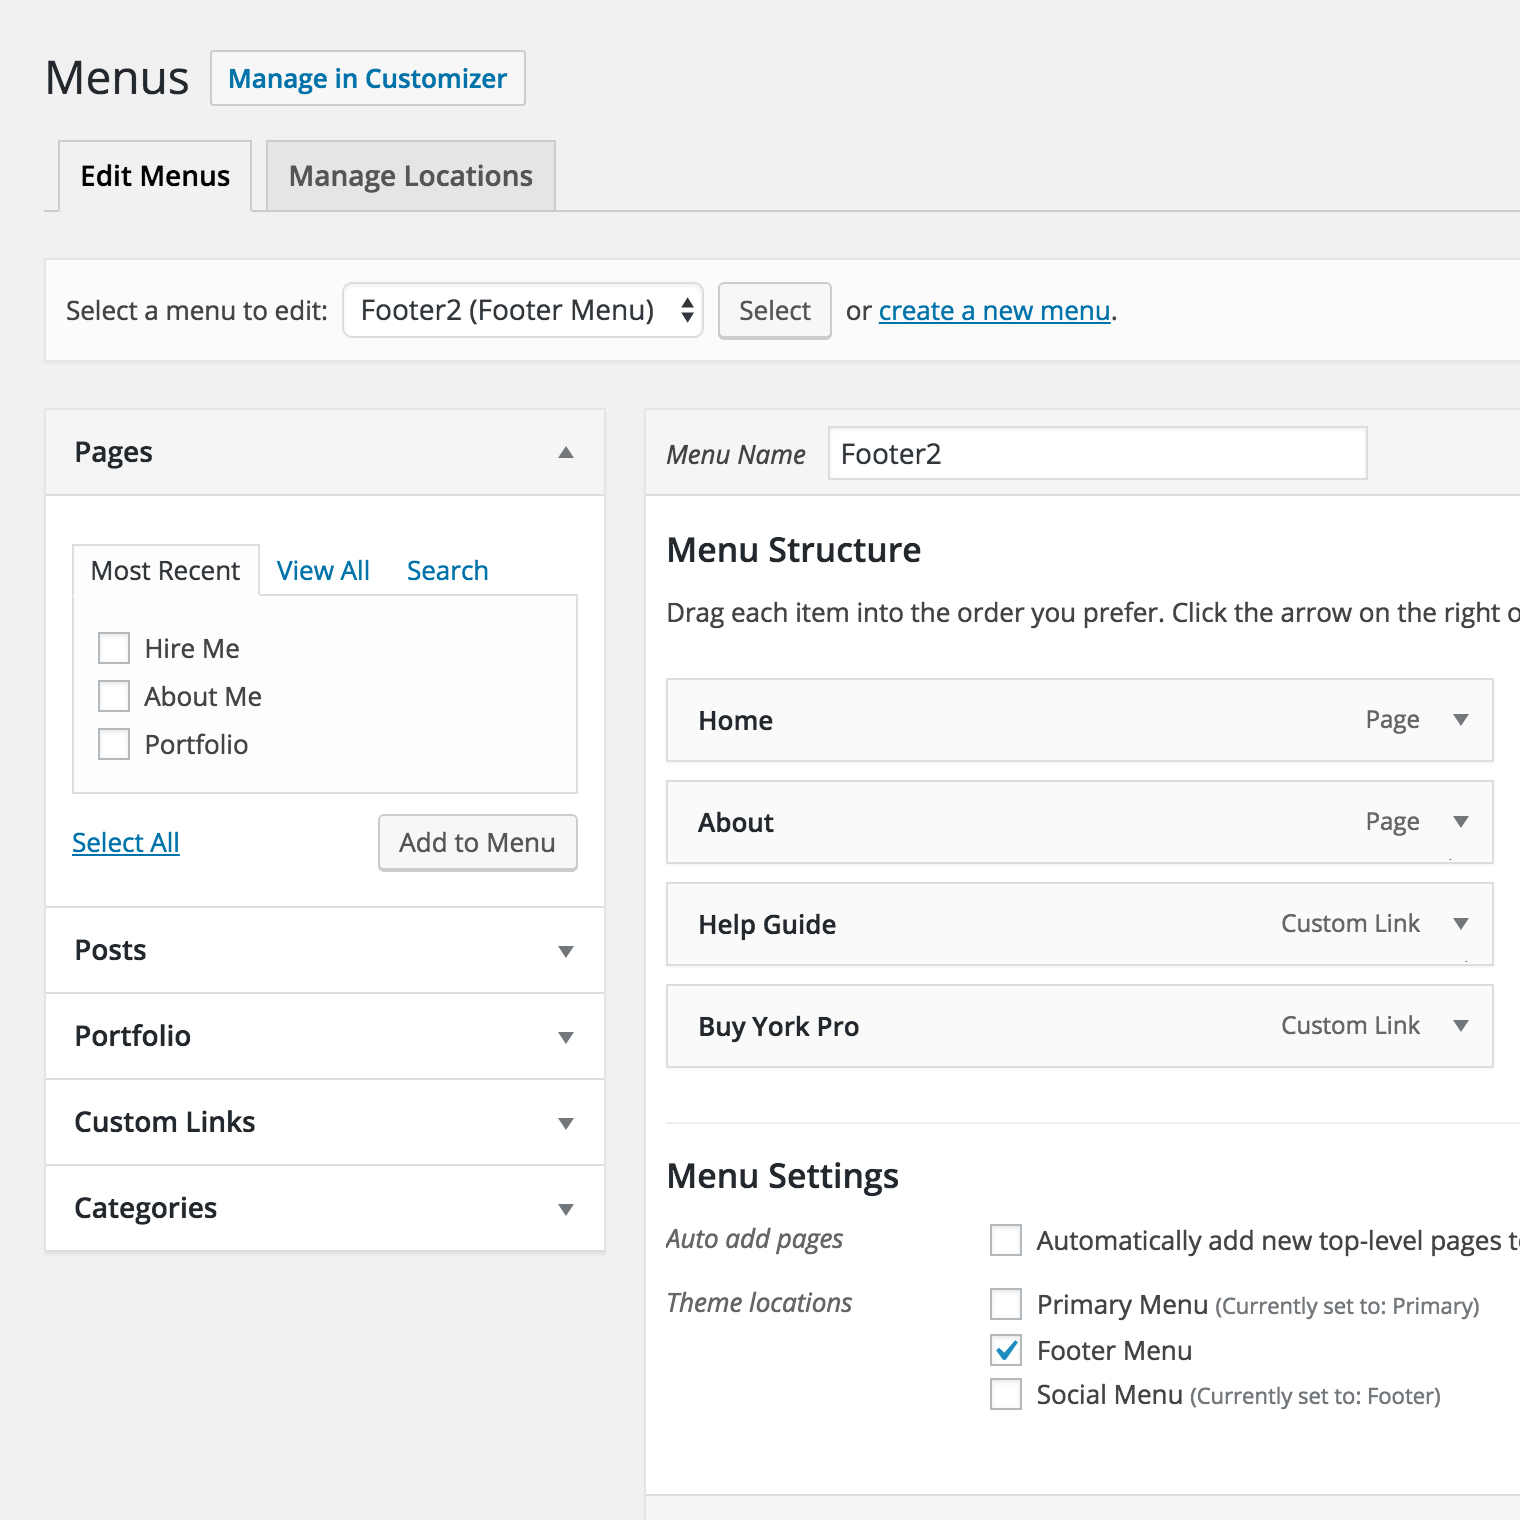 Menus Manage in Customizer
Edit Menus Manage Locations
Select a menu to edit: Footer2 (Footer Menu) Select or create a new menu.
Pages
Most Recent View All Search
Hire Me
About Me
Portfolio
Select All Add to Menu
Posts
Portfolio
Custom Links
Categories
Menu Name Footer2
Menu Structure
Drag each item into the order you prefer. Click the arrow on the right
Home Page
About Page
Help Guide Custom Link
Buy York Pro Custom Link
Menu Settings
Auto add pages Automatically add new top-level pages
Theme locations Primary Menu (Currently set to: Primary)
Footer Menu
Social Menu (Currently set to: Footer)